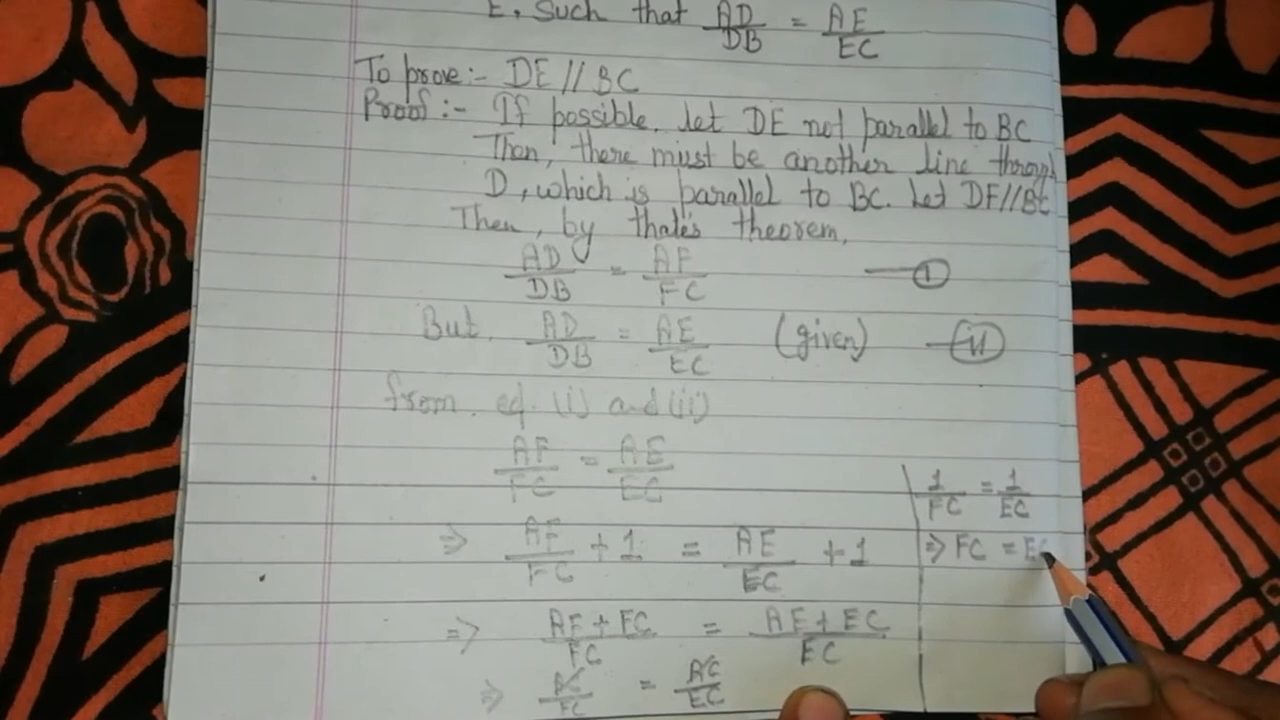 E, Such that AD/DB = AE/EC
To prove:- DE // BC
Proof:- If possible, let DE not parallel to BC
Then, there must be another line through
D, which is parallel to BC. Let DF//BC
Then, by thale's theorem,
AD/DB = AF/FC —(i)
But, AD/DB = AE/EC (given) —(ii)
from eq. (i) and (ii)
AF/FC = AE/EC
⇒ AF/FC + 1 = AE/EC + 1
⇒ AF + FC/FC = AE + EC/EC
⇒ AC/FC = AC/EC
1/FC = 1/EC
⇒ FC = EC